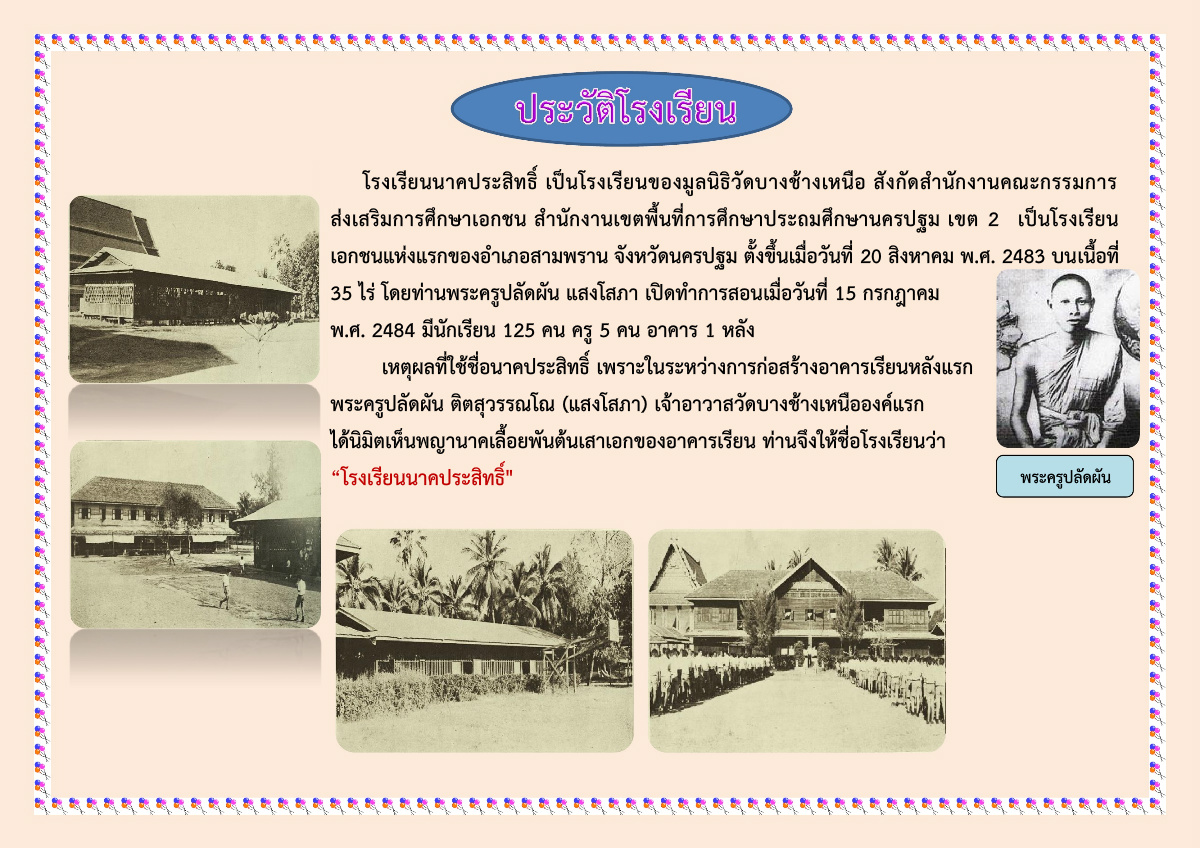 ประวัติโรงเรียน
โรงเรียนนาคประสิทธิ์ เป็นโรงเรียนของมูลนิธิวัดบางช้างเหนือ สังกัดสำนักงานคณะกรรมการ
ส่งเสริมการศึกษาเอกชน สำนักงานเขตพื้นที่การศึกษาประถมศึกษานครปฐม เขต 2 เป็นโรงเรียน
เอกชนแห่งแรกของอำเภอสามพราน จังหวัดนครปฐม ตั้งขึ้นเมื่อวันที่ 20 สิงหาคม พ.ศ. 2483 บนเนื้อที่
35 ไร่ โดยท่านพระครูปลัดผัน แสงโสภา เปิดทำการสอนเมื่อวันที่ 15 กรกฎาคม
พ.ศ. 2484 มีนักเรียน 125 คน ครู 5 คน อาคาร 1 หลัง
เหตุผลที่ใช้ชื่อนาคประสิทธิ์ เพราะในระหว่างการก่อสร้างอาคารเรียนหลังแรก
พระครูปลัดผัน ติตสุวรรณโณ (แสงโสภา) เจ้าอาวาสวัดบางช้างเหนือองค์แรก
ได้นิมิตเห็นพญานาคเลื้อยพันต้นเสาเอกของอาคารเรียน ท่านจึงให้ชื่อโรงเรียนว่า
“โรงเรียนนาคประสิทธิ์"
พระครูปลัดผัน